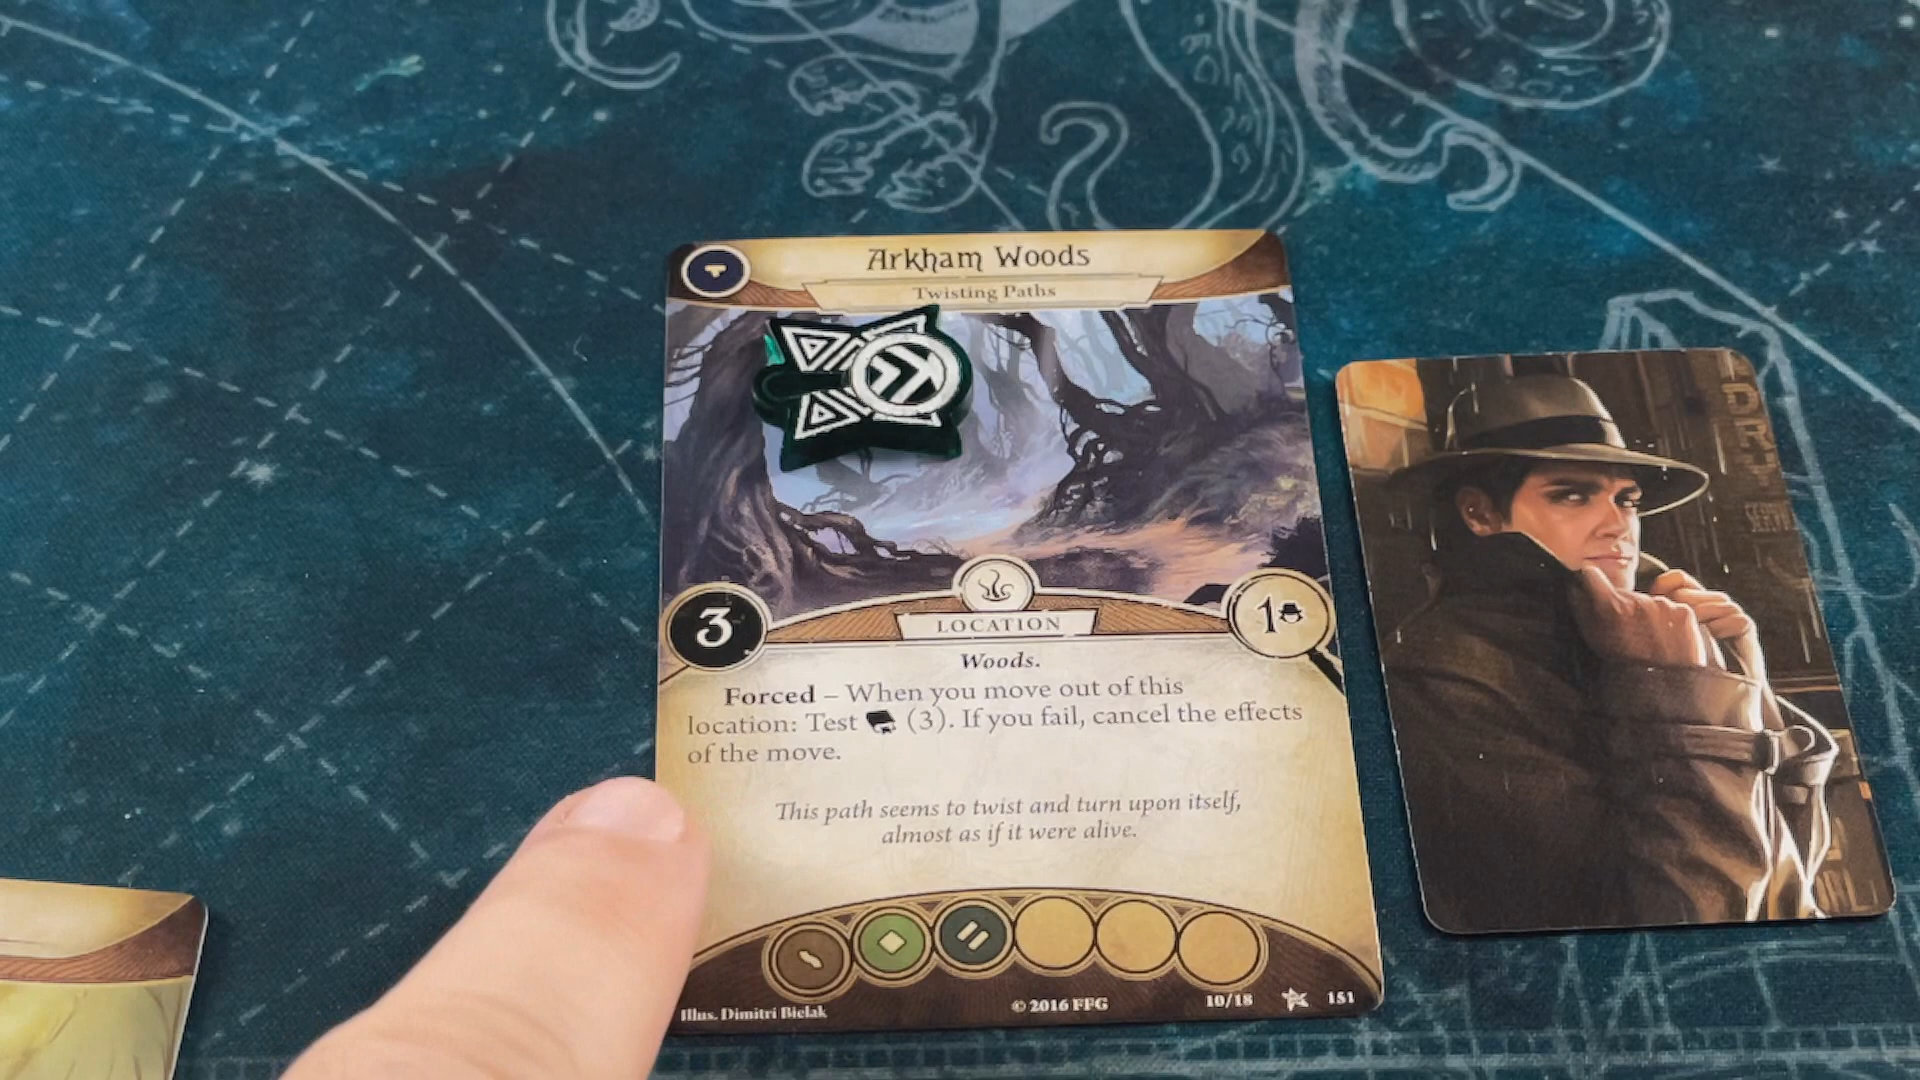 Arkham Woods
Twisting Paths
3
1
LOCATION
Woods.
Forced – When you move out of this
location: Test (3). If you fail, cancel the effects
of the move.
This path seems to twist and turn upon itself,
almost as if it were alive.
Illus. Dimitri Bielak
© 2016 FFG
10/18
151